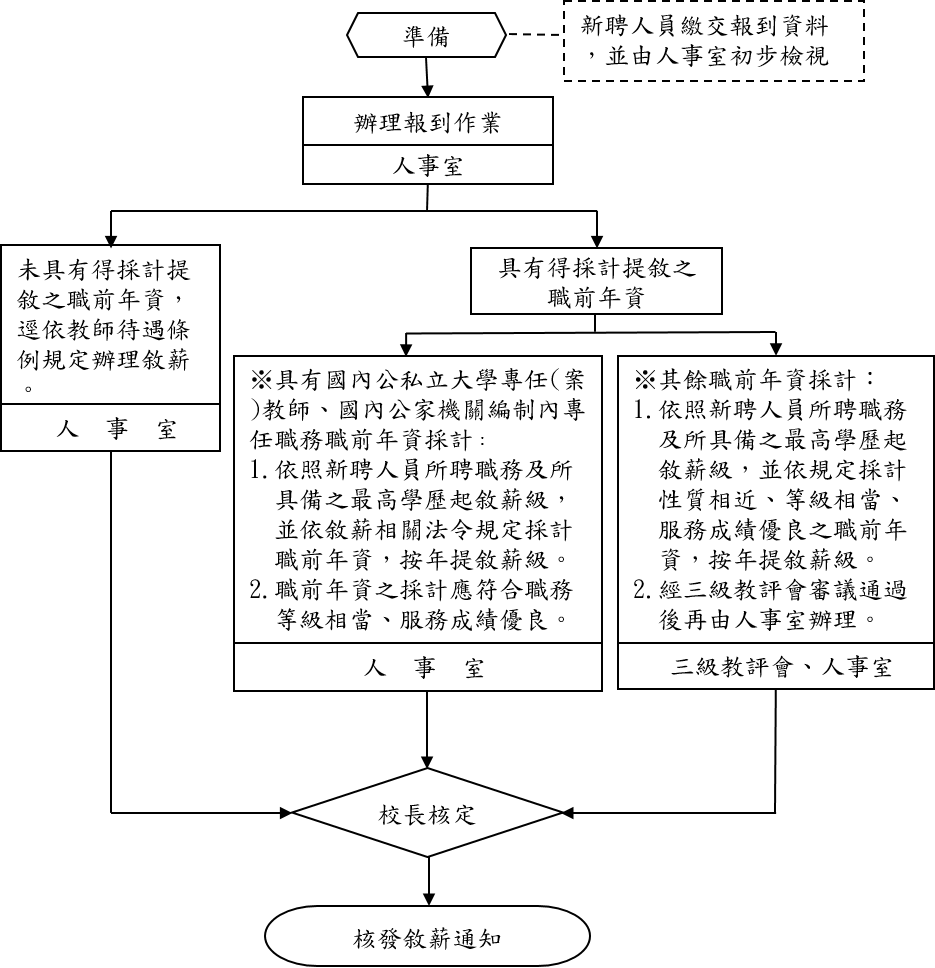 準備
新聘人員繳交報到資料
，並由人事室初步檢視
辦理報到作業
人事室
未具有得採計提
敘之職前年資，
逕依教師待遇條
例規定辦理敘薪
。
人 事 室
具有得採計提敘之
職前年資
※具有國內公私立大學專任(案
)教師、國內公家機關編制內專
任職務職前年資採計：
1.依照新聘人員所聘職務及所
具備之最高學歷起敘薪級，
並依敘薪相關法令規定採計
職前年資，按年提敘薪級。
2.職前年資之採計應符合職務
等級相當、服務成績優良。
人 事 室
※其餘職前年資採計：
1.依照新聘人員所聘職務
及所具備之最高學歷起
敘薪級，並依規定採計
性質相近、等級相當、
服務成績優良之職前年
資，按年提敘薪級。
2.經三級教評會審議通過
後再由人事室辦理。
三級教評會、人事室
校長核定
核發敘薪通知